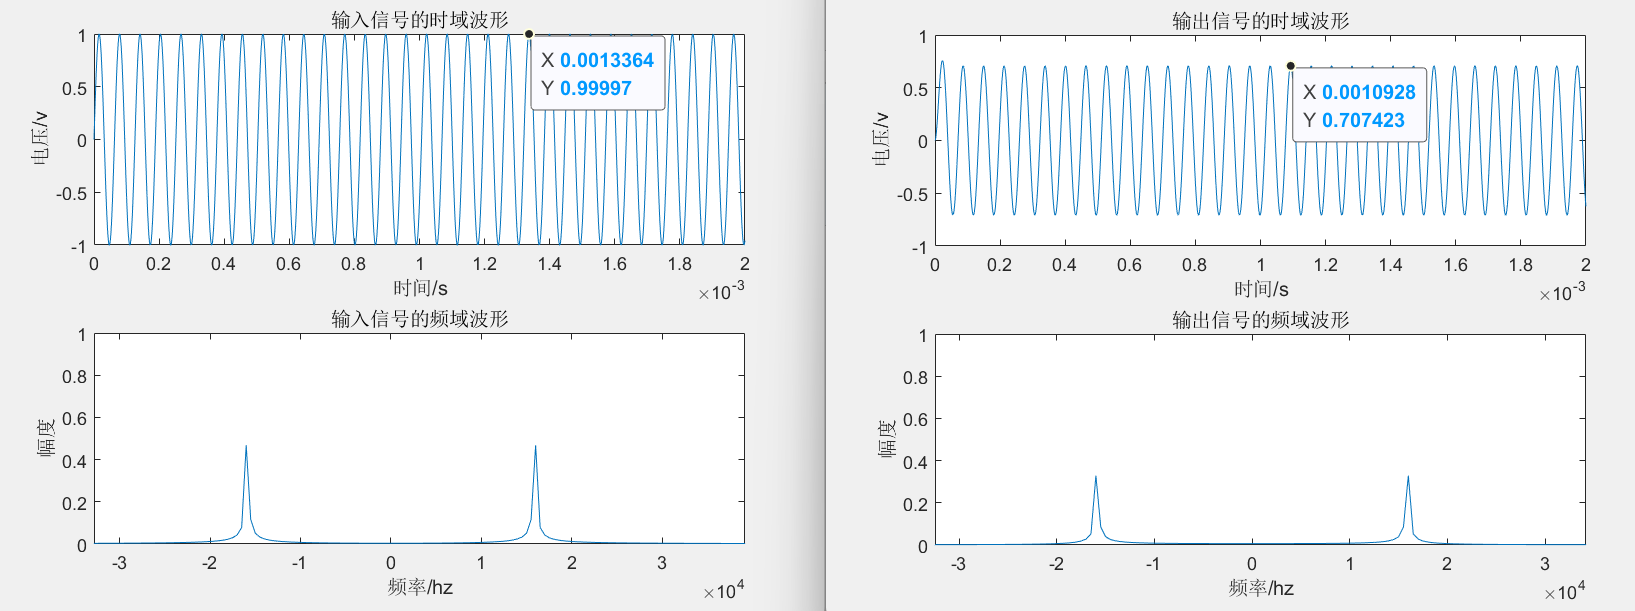 输入信号的时域波形
1
0.5
0
-0.5
-1
电压/v
X 0.0013364
Y 0.99997
0 0.2 0.4 0.6 0.8 1 1.2 1.4 1.6 1.8 2
时间/s
×10-3
输入信号的频域波形
1
0.8
0.6
0.4
0.2
0
幅度
-3 -2 -1 0 1 2 3
频率/hz
×104
输出信号的时域波形
1
0.5
0
-0.5
-1
电压/v
X 0.0010928
Y 0.707423
0 0.2 0.4 0.6 0.8 1 1.2 1.4 1.6 1.8 2
时间/s
×10-3
输出信号的频域波形
1
0.8
0.6
0.4
0.2
0
幅度
-3 -2 -1 0 1 2 3
频率/hz
×104